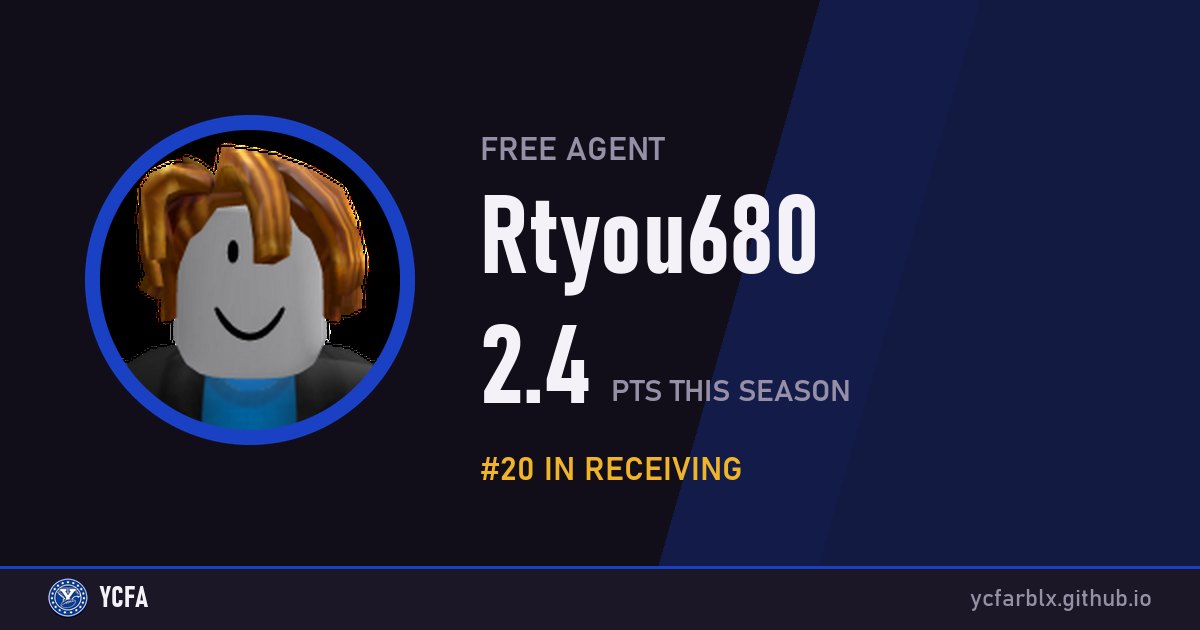 FREE AGENT
Rtyou680
2.4 PTS THIS SEASON
#20 IN RECEIVING
YCFA
ycfarblx.github.io